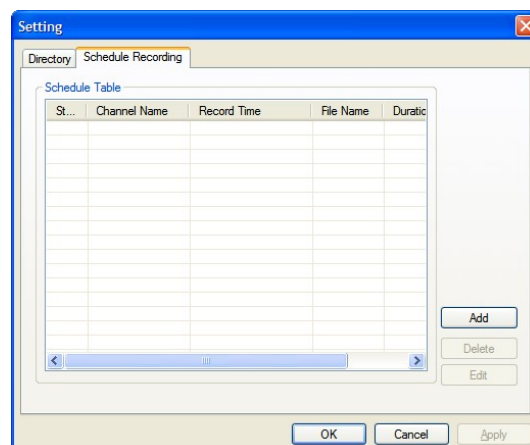 Setting
Directory Schedule Recording
Schedule Table
St... Channel Name Record Time File Name Duratic
Add
Delete
Edit
OK Cancel Apply